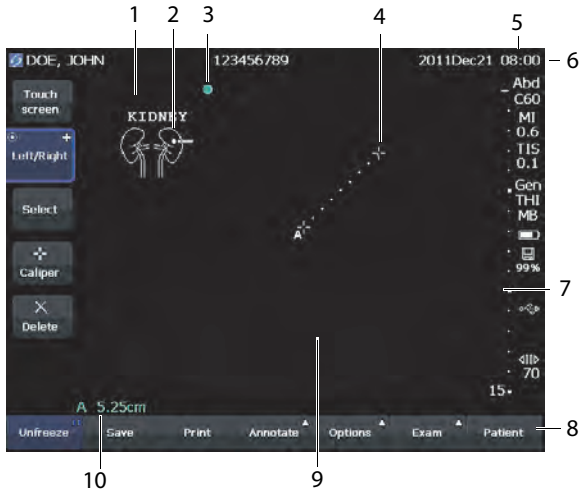 1 2 3 4 5
DOE, JOHN 123456789 2011Dec21 08:00 6
Touch screen
KIDNEY
Abd
C60
MI
0.6
Left/Right
TIS
0.1
Select
Gen
THI
MB
A
Caliper
99%
7
Delete
70
15
A 5.25cm
Unfreeze Save Print Annotate Options Exam Patient 8
10 9